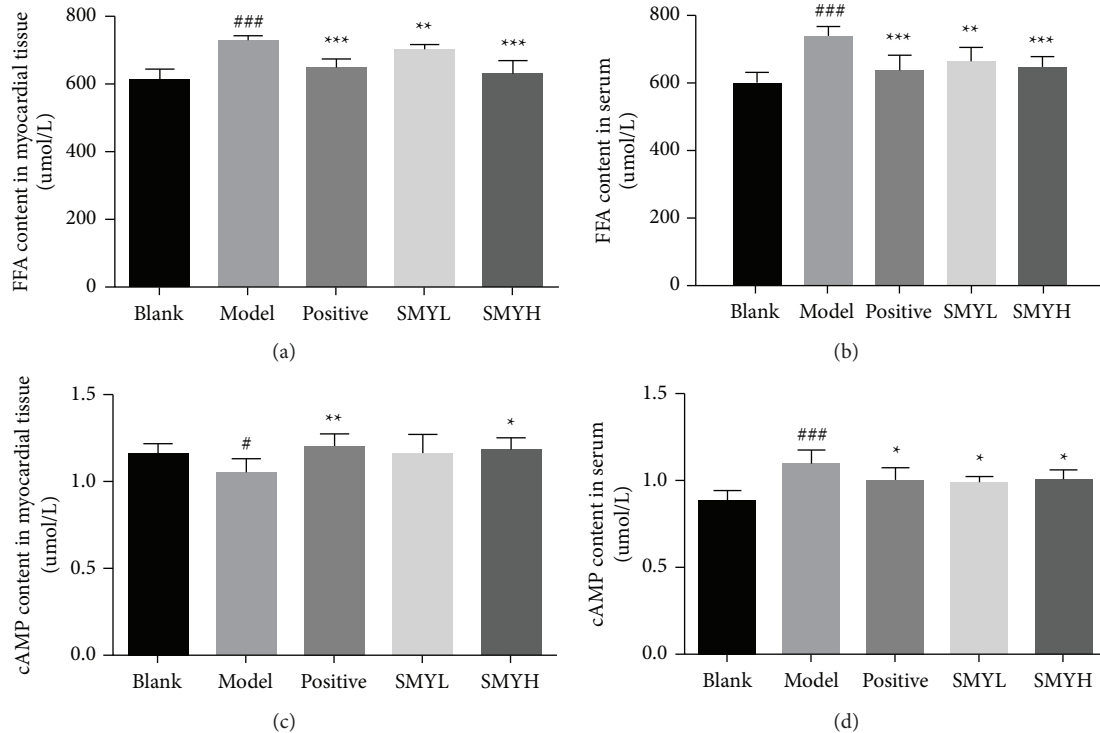 FFA content in myocardial tissue
(umol/L)
800
600
400
200
0
###
***
**
***
Blank Model Positive SMYL SMYH
(a)
FFA content in serum
(umol/L)
800
600
400
200
0
###
***
**
***
Blank Model Positive SMYL SMYH
(b)
cAMP content in myocardial tissue
(umol/L)
1.5
1.0
0.5
0.0
#
**
*
Blank Model Positive SMYL SMYH
(c)
cAMP content in serum
(umol/L)
1.5
1.0
0.5
0.0
###
*
*
*
Blank Model Positive SMYL SMYH
(d)